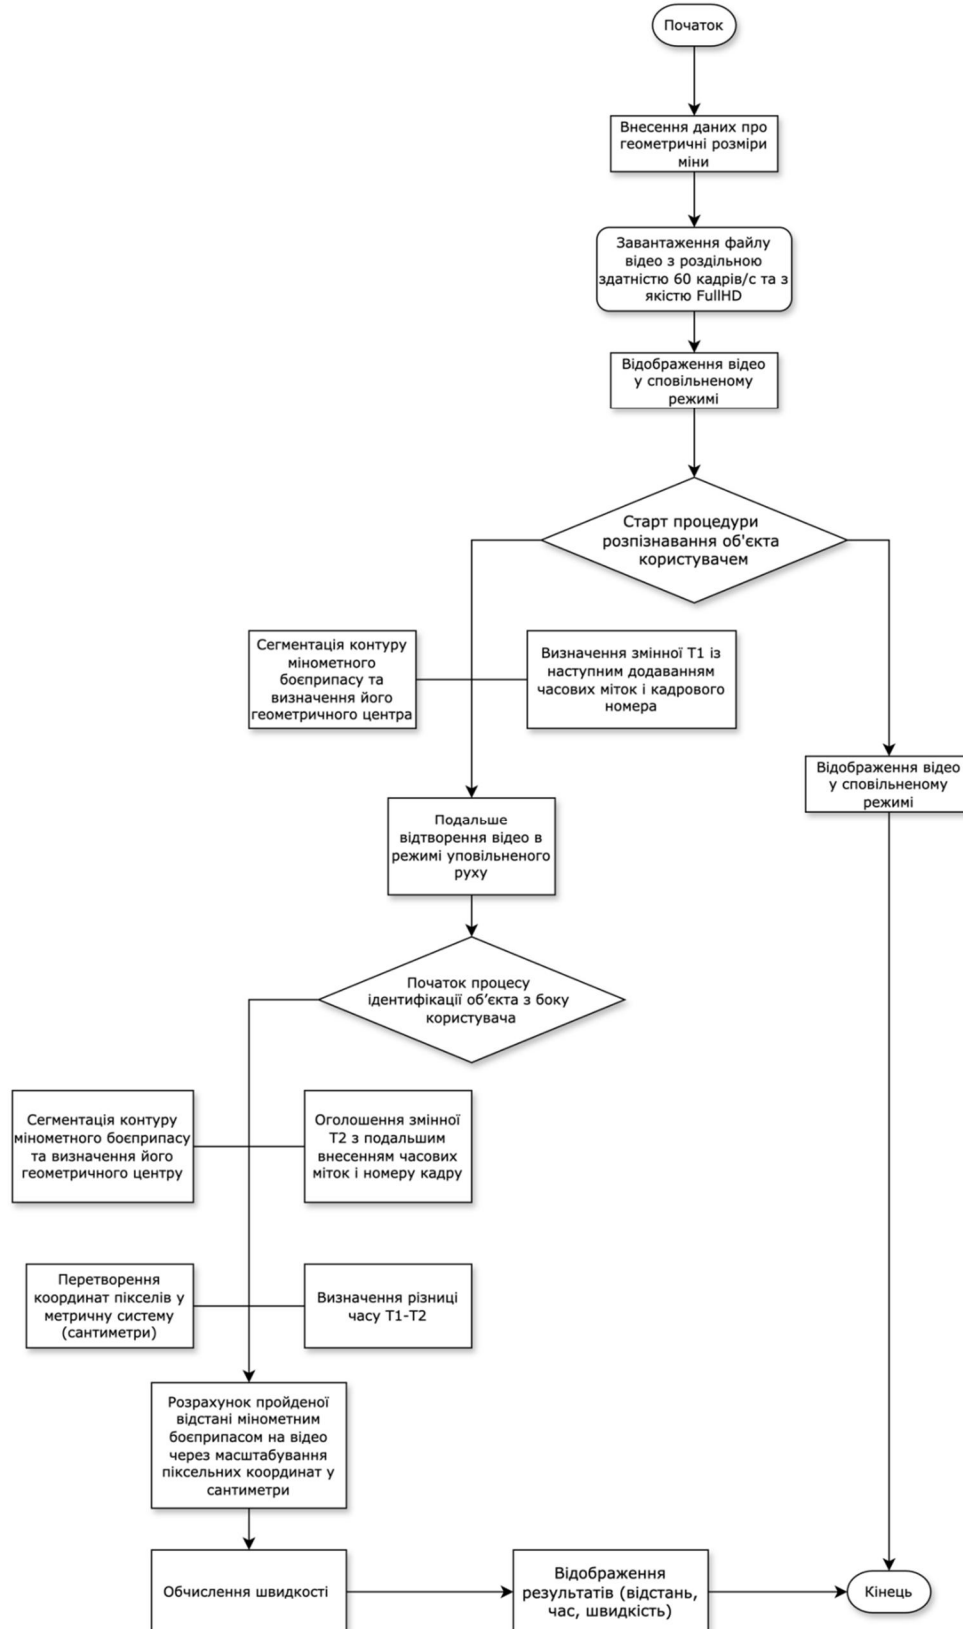 Початок
Внесення даних про
геометричні розміри
міни
Завантаження файлу
відео з роздільною
здатністю 60 кадрів/с та з
якістю FullHD
Відображення відео
у сповільненому
режимі
Старт процедури
розпізнавання об'єкта
користувачем
Сегментація контуру
мінометного
боєприпасу та
визначення його
геометричного центра
Визначення змінної Т1 із
наступним додаванням
часових міток і кадрового
номера
Відображення відео
у сповільненому
режимі
Подальше
відтворення відео в
режимі уповільненого
руху
Початок процесу
ідентифікації об’єкта з боку
користувача
Сегментація контуру
мінометного боєприпасу
та визначення його
геометричного центру
Оголошення змінної
Т2 з подальшим
внесенням часових
міток і номеру кадру
Перетворення
координат пікселів у
метричну систему
(сантиметри)
Визначення різниці
часу Т1-Т2
Розрахунок пройденої
відстані мінометним
боєприпасом на відео
через масштабування
піксельних координат у
сантиметри
Обчислення швидкості
Відображення
результатів (відстань,
час, швидкість)
Кінець